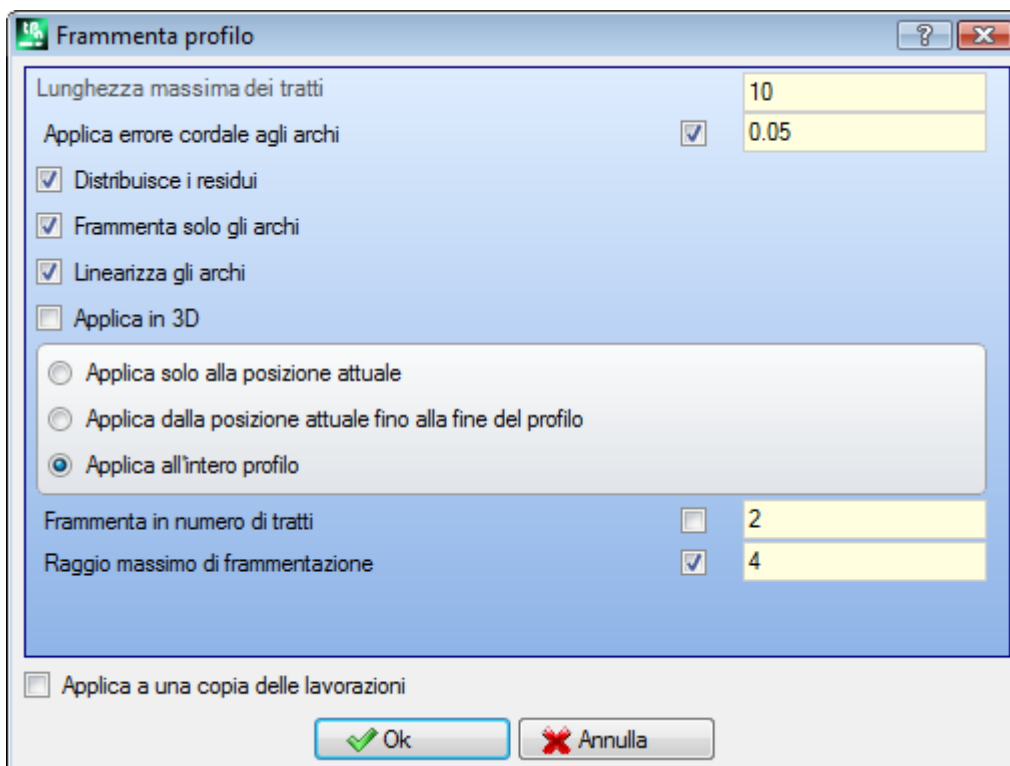 Frammenta profilo
Lunghezza massima dei tratti 10
Applica errore cordale agli archi 0.05
Distribuisce i residui
Frammenta solo gli archi
Linearizza gli archi
Applica in 3D
Applica solo alla posizione attuale
Applica dalla posizione attuale fino alla fine del profilo
Applica all'intero profilo
Frammenta in numero di tratti 2
Raggio massimo di frammentazione 4
Applica a una copia delle lavorazioni
Ok Annulla